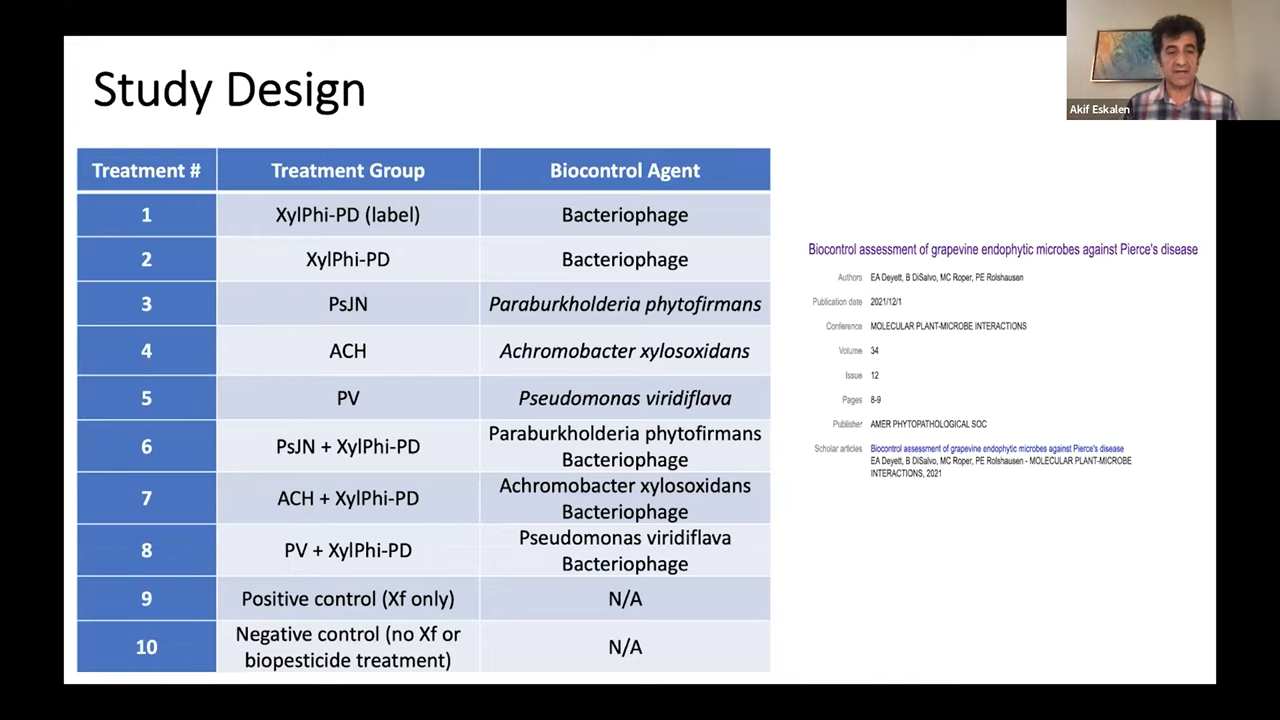 Study Design
Akif Eskalen
Treatment # Treatment Group Biocontrol Agent
1 XylPhi-PD (label) Bacteriophage
2 XylPhi-PD Bacteriophage
3 PsJN Paraburkholderia phytofirmans
4 ACH Achromobacter xylosoxidans
5 PV Pseudomonas viridiflava
6 PsJN + XylPhi-PD Paraburkholderia phytofirmans
Bacteriophage
7 ACH + XylPhi-PD Achromobacter xylosoxidans
Bacteriophage
8 PV + XylPhi-PD Pseudomonas viridiflava
Bacteriophage
9 Positive control (Xf only) N/A
10 Negative control (no Xf or
biopesticide treatment) N/A
Biocontrol assessment of grapevine endophytic microbes against Pierce's disease
Authors EA Deyett, B DiSalvo, MC Roper, PE Rolshausen
Publication date 2021/12/1
Conference MOLECULAR PLANT-MICROBE INTERACTIONS
Volume 34
Issue 12
Pages 8-9
Publisher AMER PHYTOPATHOLOGICAL SOC
Scholar articles Biocontrol assessment of grapevine endophytic microbes against Pierce's disease
EA Deyett, B DiSalvo, MC Roper, PE Rolshausen - MOLECULAR PLANT-MICROBE
INTERACTIONS, 2021